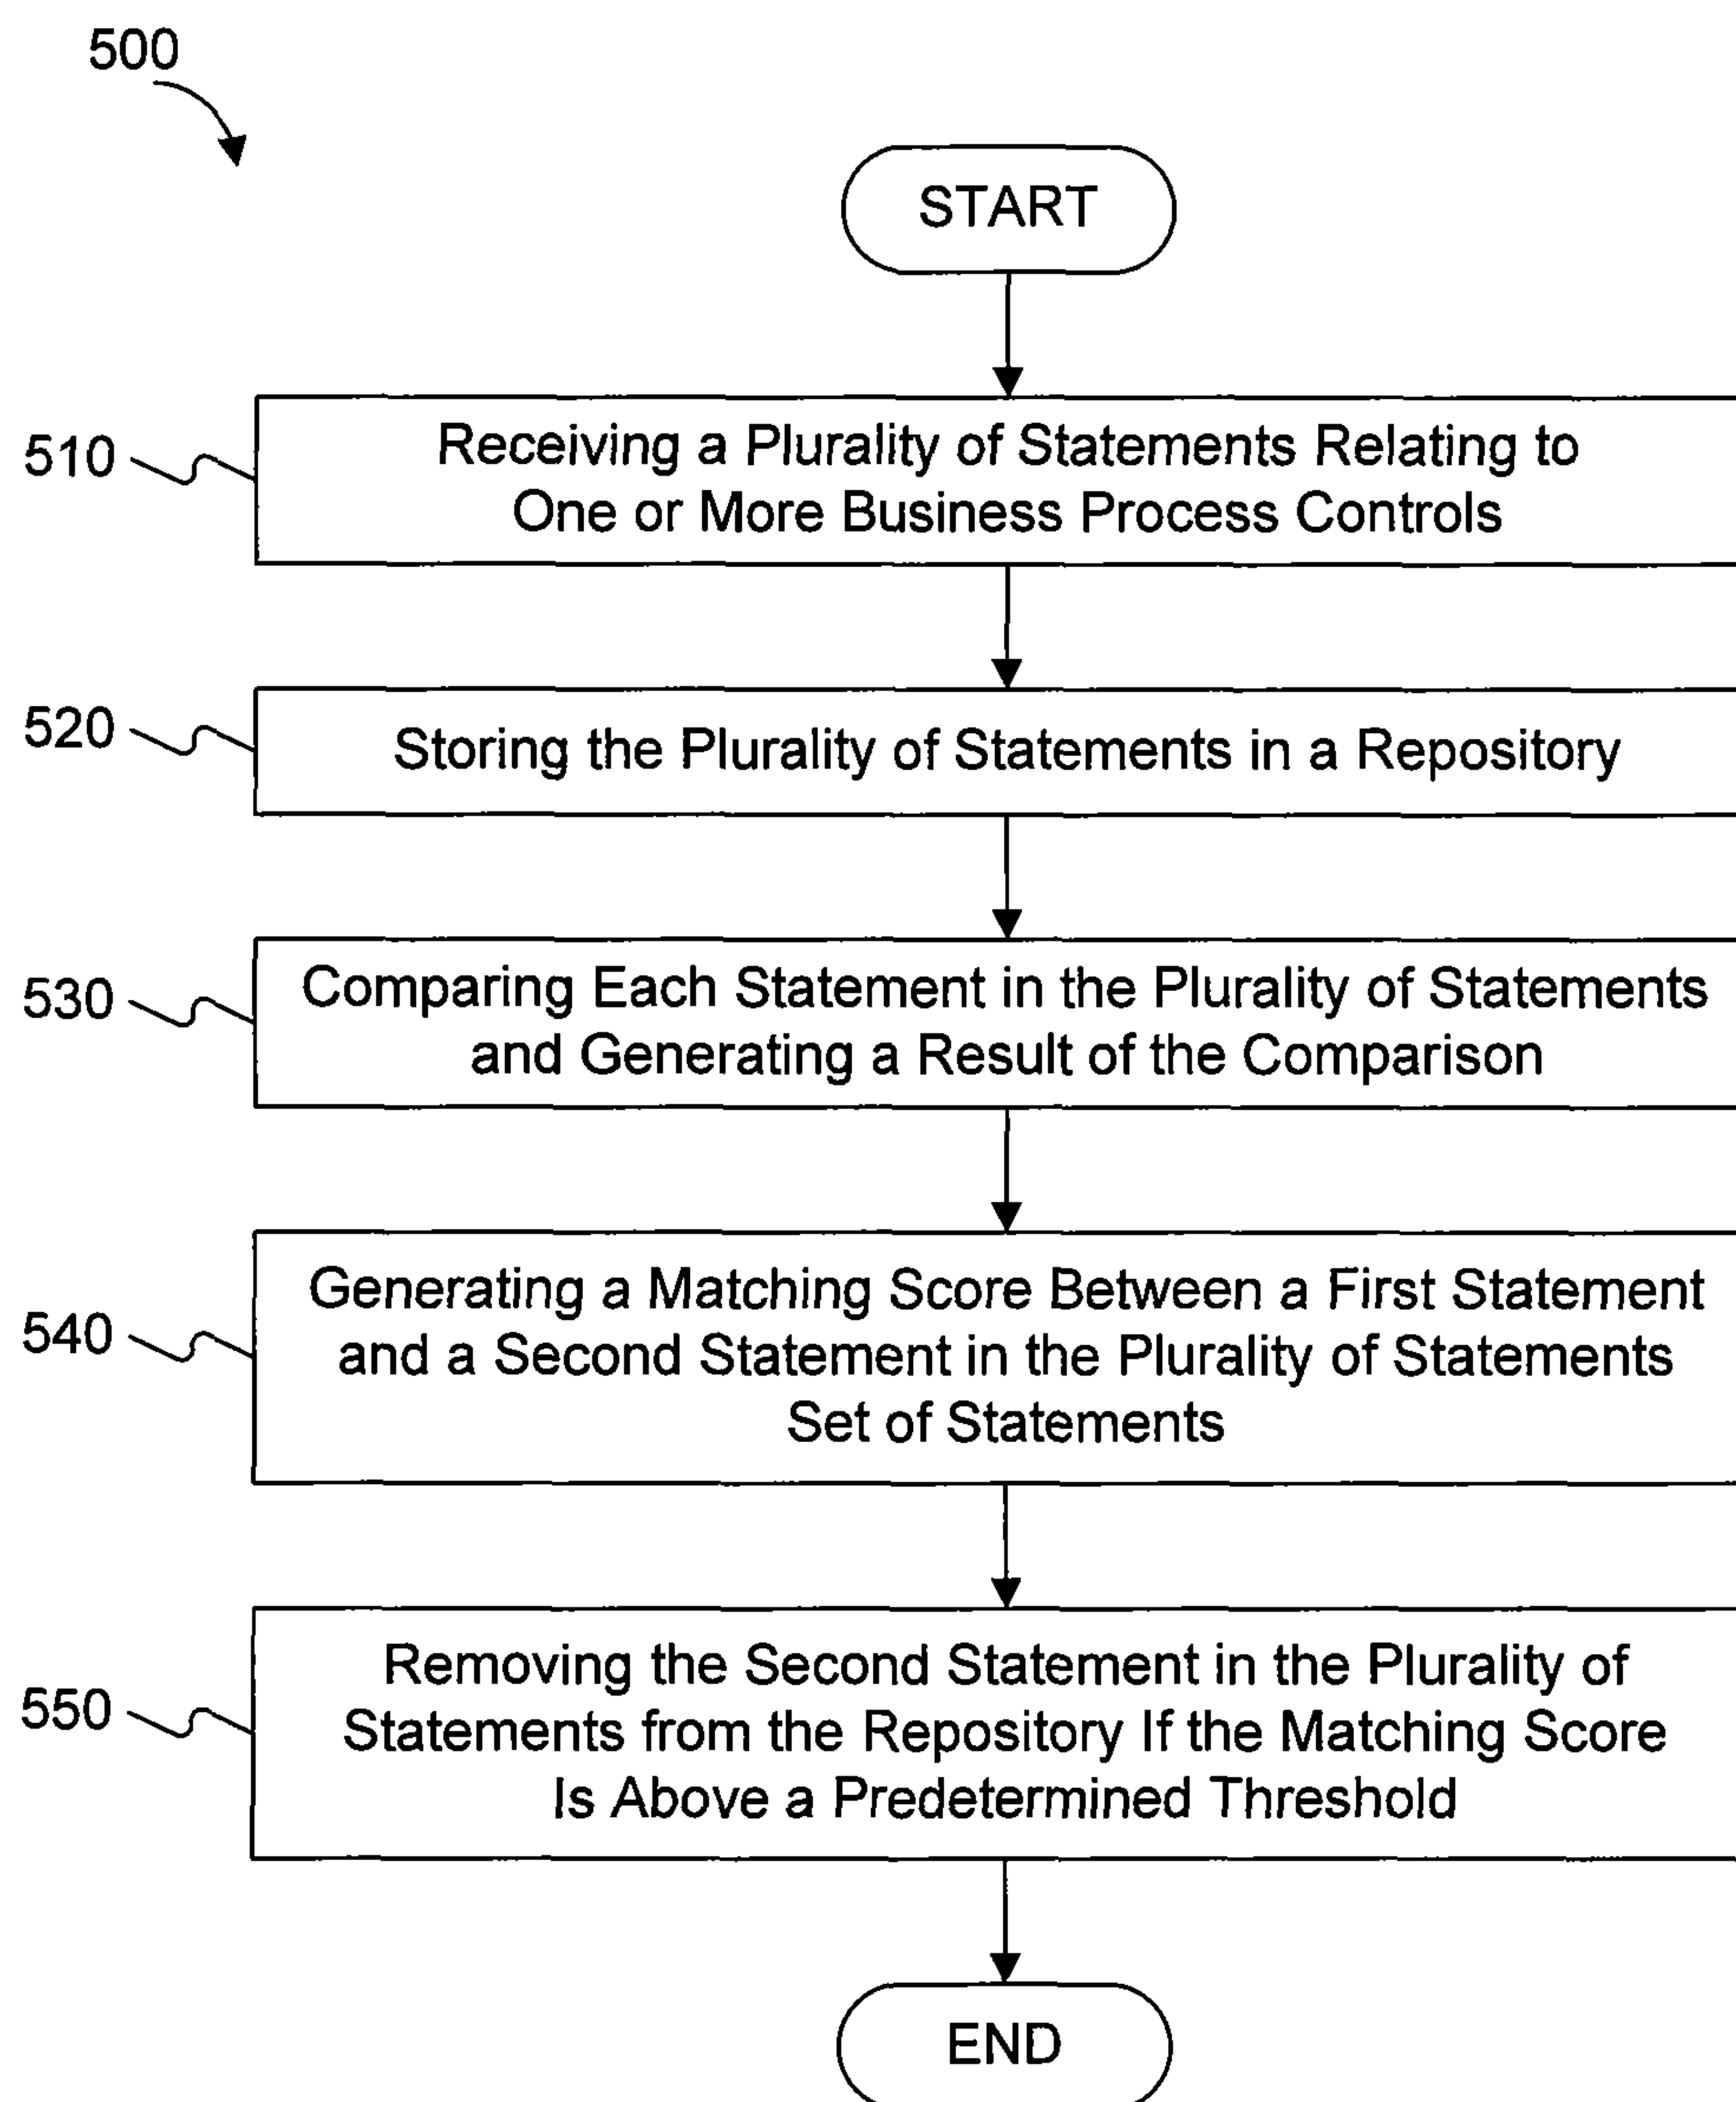 500
START
510
Receiving a Plurality of Statements Relating to
One or More Business Process Controls
520
Storing the Plurality of Statements in a Repository
530
Comparing Each Statement in the Plurality of Statements
and Generating a Result of the Comparison
540
Generating a Matching Score Between a First Statement
and a Second Statement in the Plurality of Statements
Set of Statements
550
Removing the Second Statement in the Plurality of
Statements from the Repository If the Matching Score
Is Above a Predetermined Threshold
END